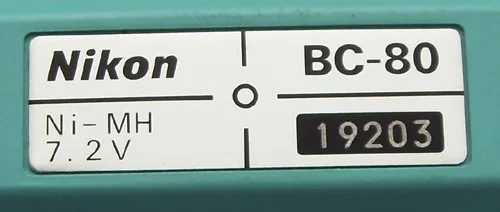 Nikon
BC-80
Ni-MH
7.2V
19203